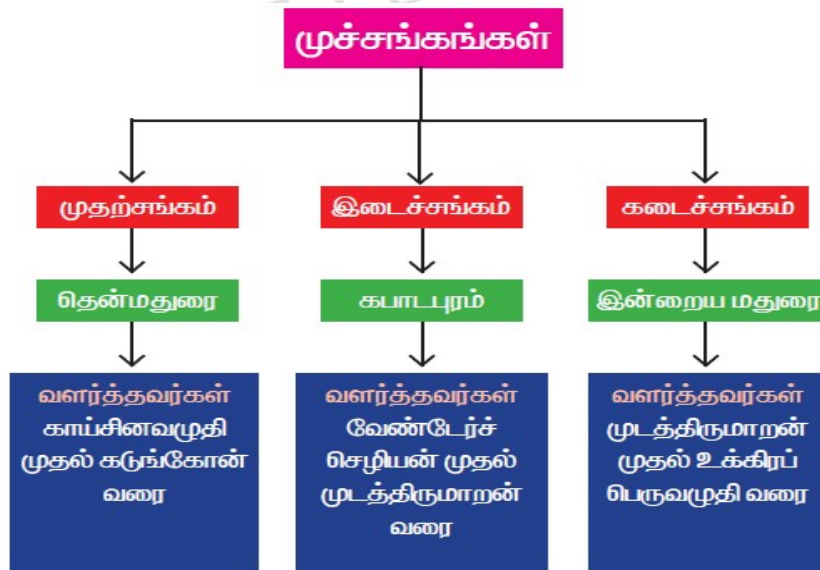 முச்சங்கங்கள்
முதற்சங்கம்
இடைச்சங்கம்
கடைச்சங்கம்
தென்மதுரை
கபாடபுரம்
இன்றைய மதுரை
வளர்த்தவர்கள்
காய்சினவழுதி
முதல் கடுங்கோன்
வரை
வளர்த்தவர்கள்
வேண்டேர்ச்
செழியன் முதல்
முடத்திருமாறன்
வரை
வளர்த்தவர்கள்
முடத்திருமாறன்
முதல் உக்கிரப்
பெருவழுதி வரை